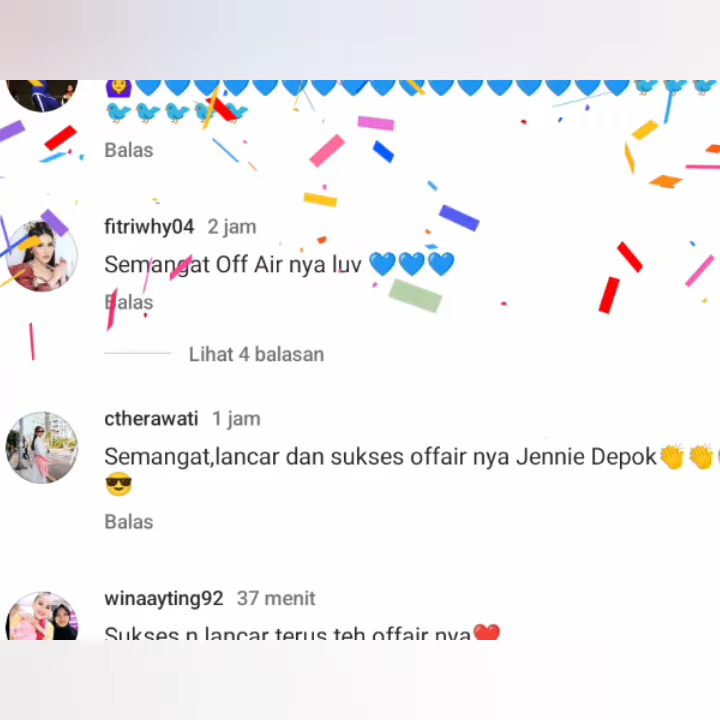 Balas
fitriwhy04 2 jam
Semangat Off Air nya luv 💙💙💙
Balas
Lihat 4 balasan
ctherawati 1 jam
Semangat,lancar dan sukses offair nya Jennie Depok👏👏
😎
Balas
winaayting92 37 menit
Sukses n lancar terus teh offair nya❤️